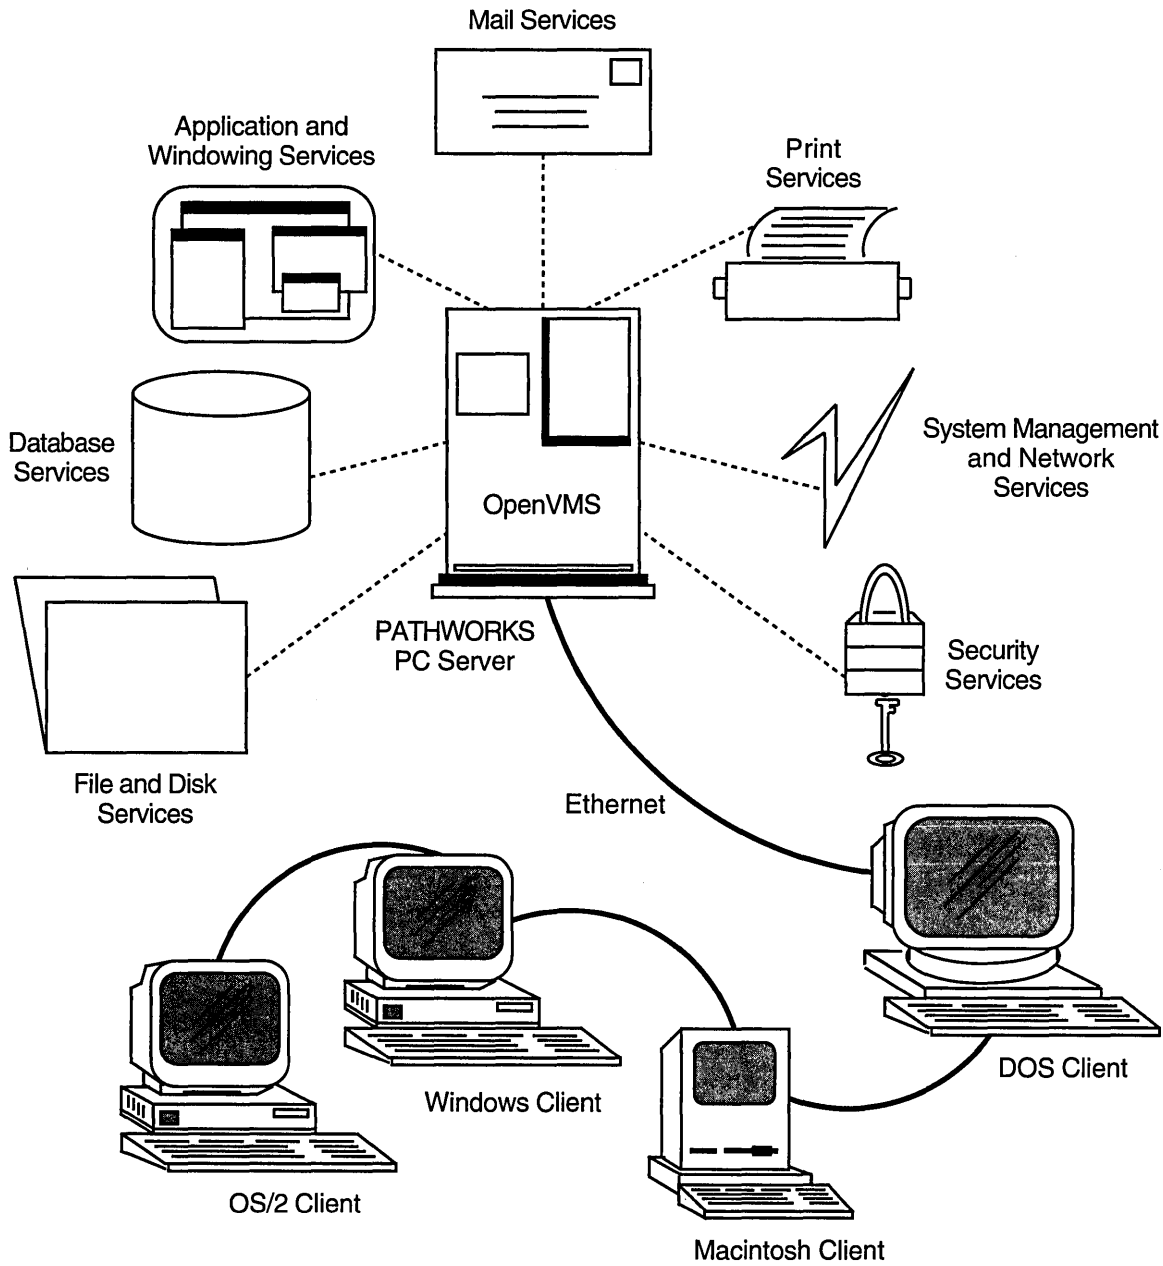 Mail Services
Application and
Windowing Services
Print
Services
Database
Services
System Management
and Network
Services
OpenVMS
PATHWORKS
PC Server
Security
Services
File and Disk
Services
Ethernet
DOS Client
Windows Client
OS/2 Client
Macintosh Client